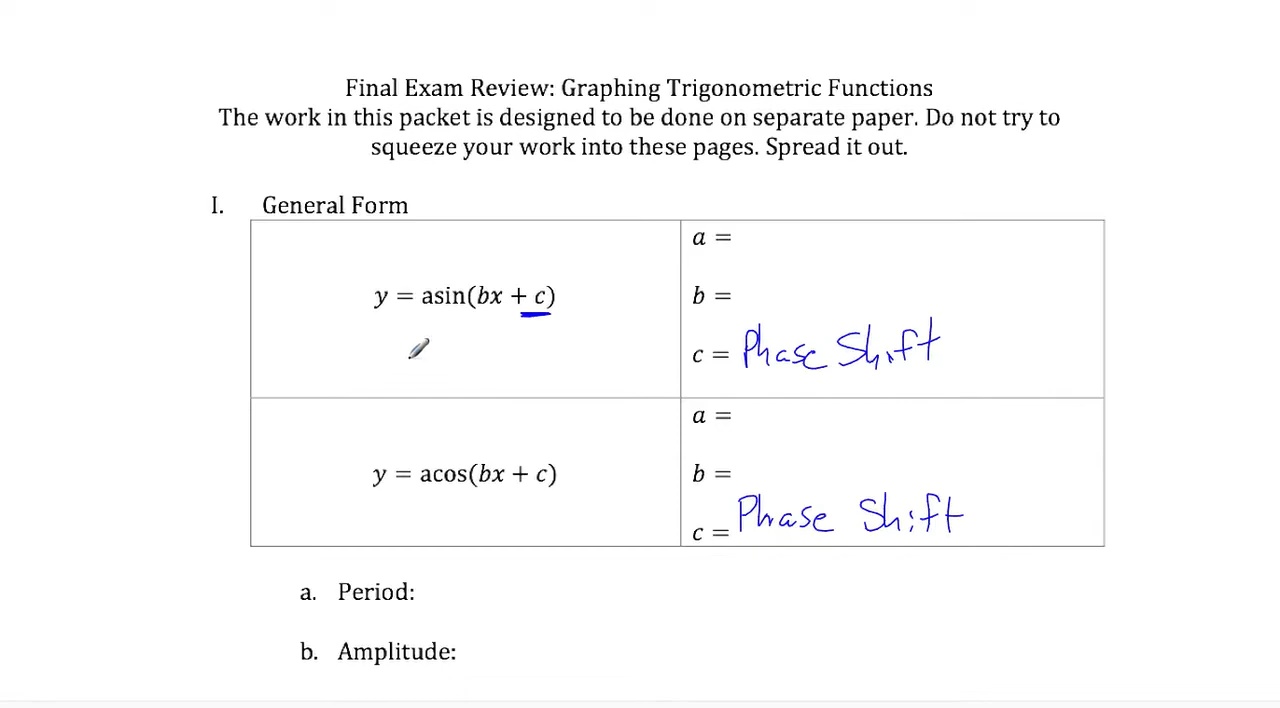 Final Exam Review: Graphing Trigonometric Functions
The work in this packet is designed to be done on separate paper. Do not try to
squeeze your work into these pages. Spread it out.
I. General Form
a =
y = asin(bx + c)
b =
c = Phase Shift
a =
y = acos(bx + c)
b =
c = Phase Shift
a. Period:
b. Amplitude: